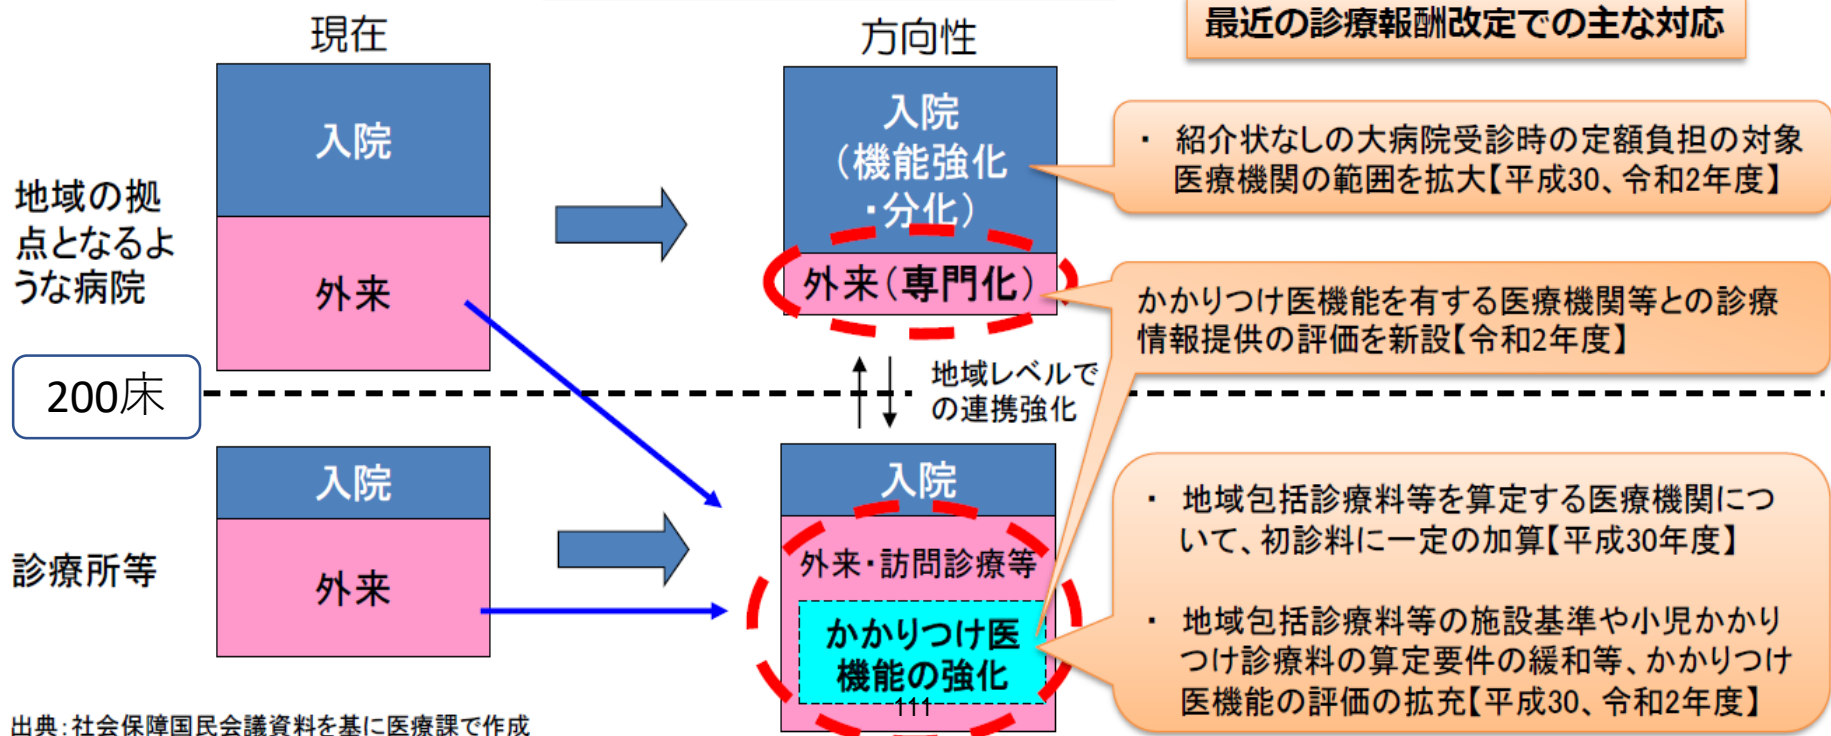 現在
方向性
最近の診療報酬改定での主な対応
入院
入院
(機能強化
・分化)
・ 紹介状なしの大病院受診時の定額負担の対象
医療機関の範囲を拡大【平成30、令和2年度】
地域の拠
点となるよ
うな病院
外来
外来(専門化)
かかりつけ医機能を有する医療機関等との診療
情報提供の評価を新設【令和2年度】
200床
地域レベルで
の連携強化
入院
入院
診療所等
外来
外来・訪問診療等
かかりつけ医
機能の強化
111
・ 地域包括診療料等を算定する医療機関につ
いて、初診料に一定の加算【平成30年度】
・ 地域包括診療料等の施設基準や小児かかり
つけ診療料の算定要件の緩和等、かかりつけ
医機能の評価の拡充【平成30、令和2年度】
出典:社会保障国民会議資料を基に医療課で作成